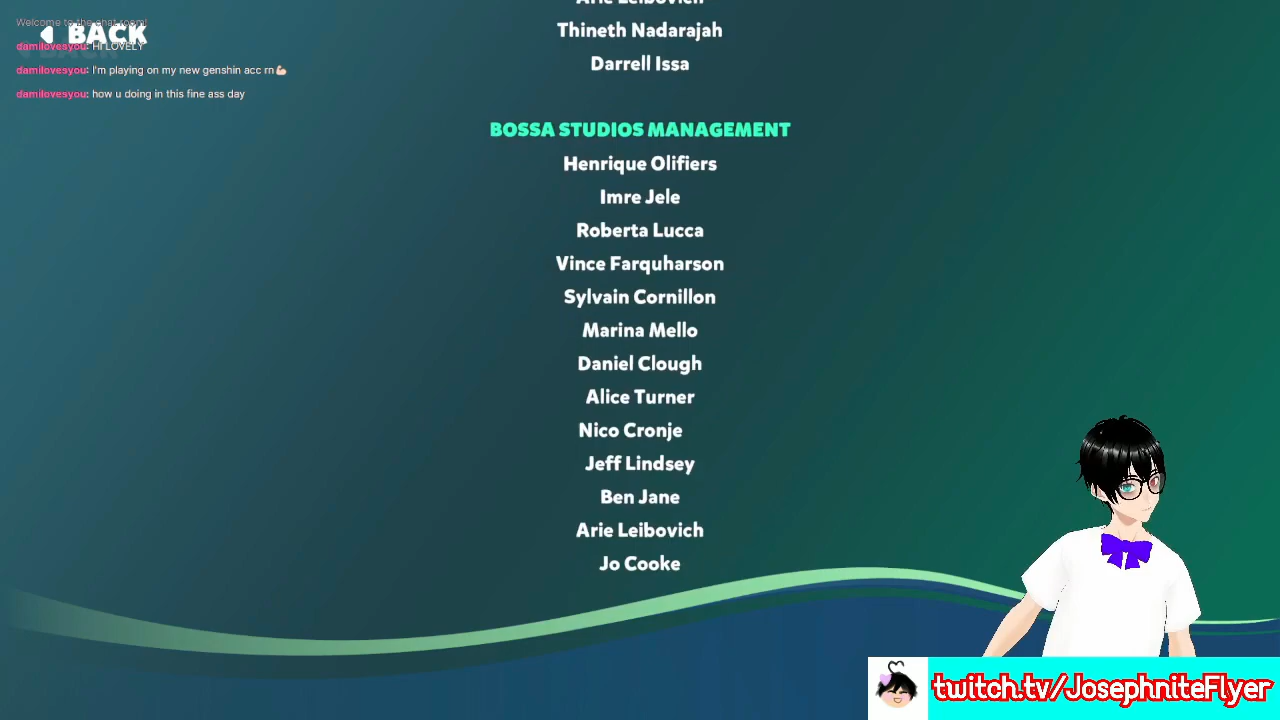 Welcome to the chat room!
BACK
damilovesyou: HI LOVELY
damilovesyou: I'm playing on my new genshin acc rn💪🏻
damilovesyou: how u doing in this fine ass day
Arie Leibovich
Thineth Nadarajah
Darrell Issa
BOSSA STUDIOS MANAGEMENT
Henrique Olifiers
Imre Jele
Roberta Lucca
Vince Farquharson
Sylvain Cornillon
Marina Mello
Daniel Clough
Alice Turner
Nico Cronje
Jeff Lindsey
Ben Jane
Arie Leibovich
Jo Cooke
twitch.tv/JosephniteFlyer